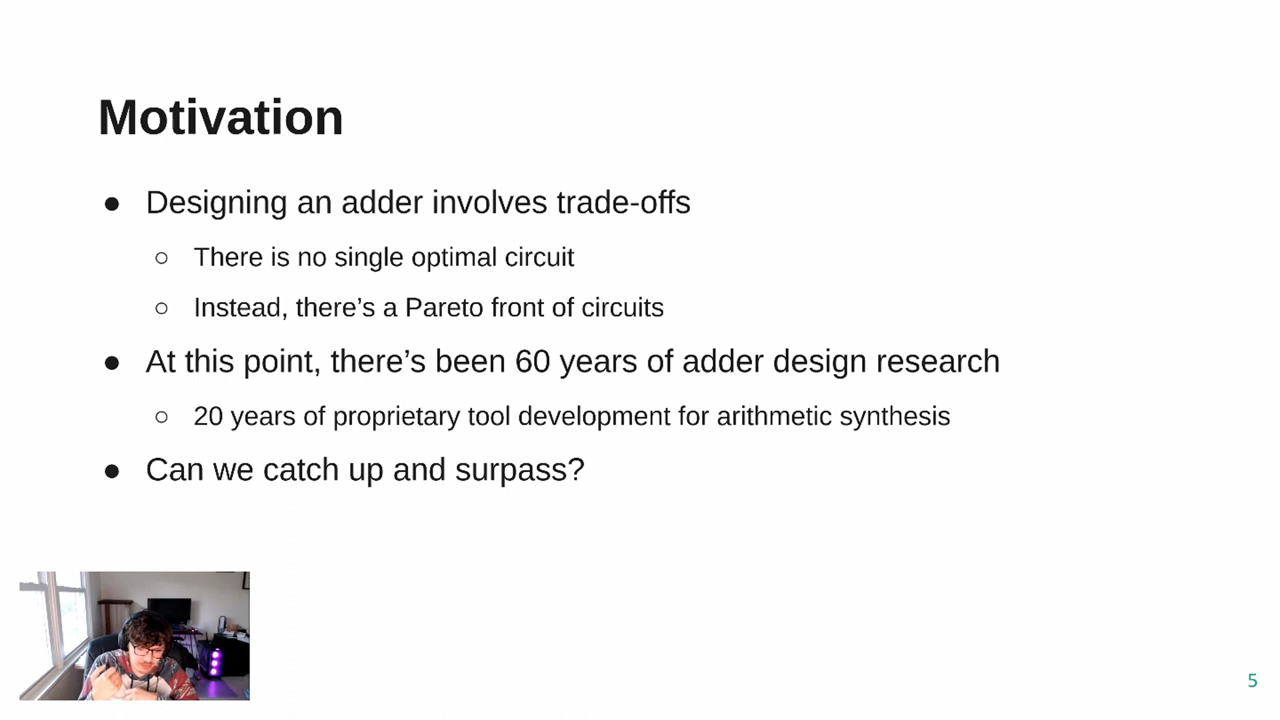 Motivation
● Designing an adder involves trade-offs
○ There is no single optimal circuit
○ Instead, there’s a Pareto front of circuits
● At this point, there’s been 60 years of adder design research
○ 20 years of proprietary tool development for arithmetic synthesis
● Can we catch up and surpass?
5